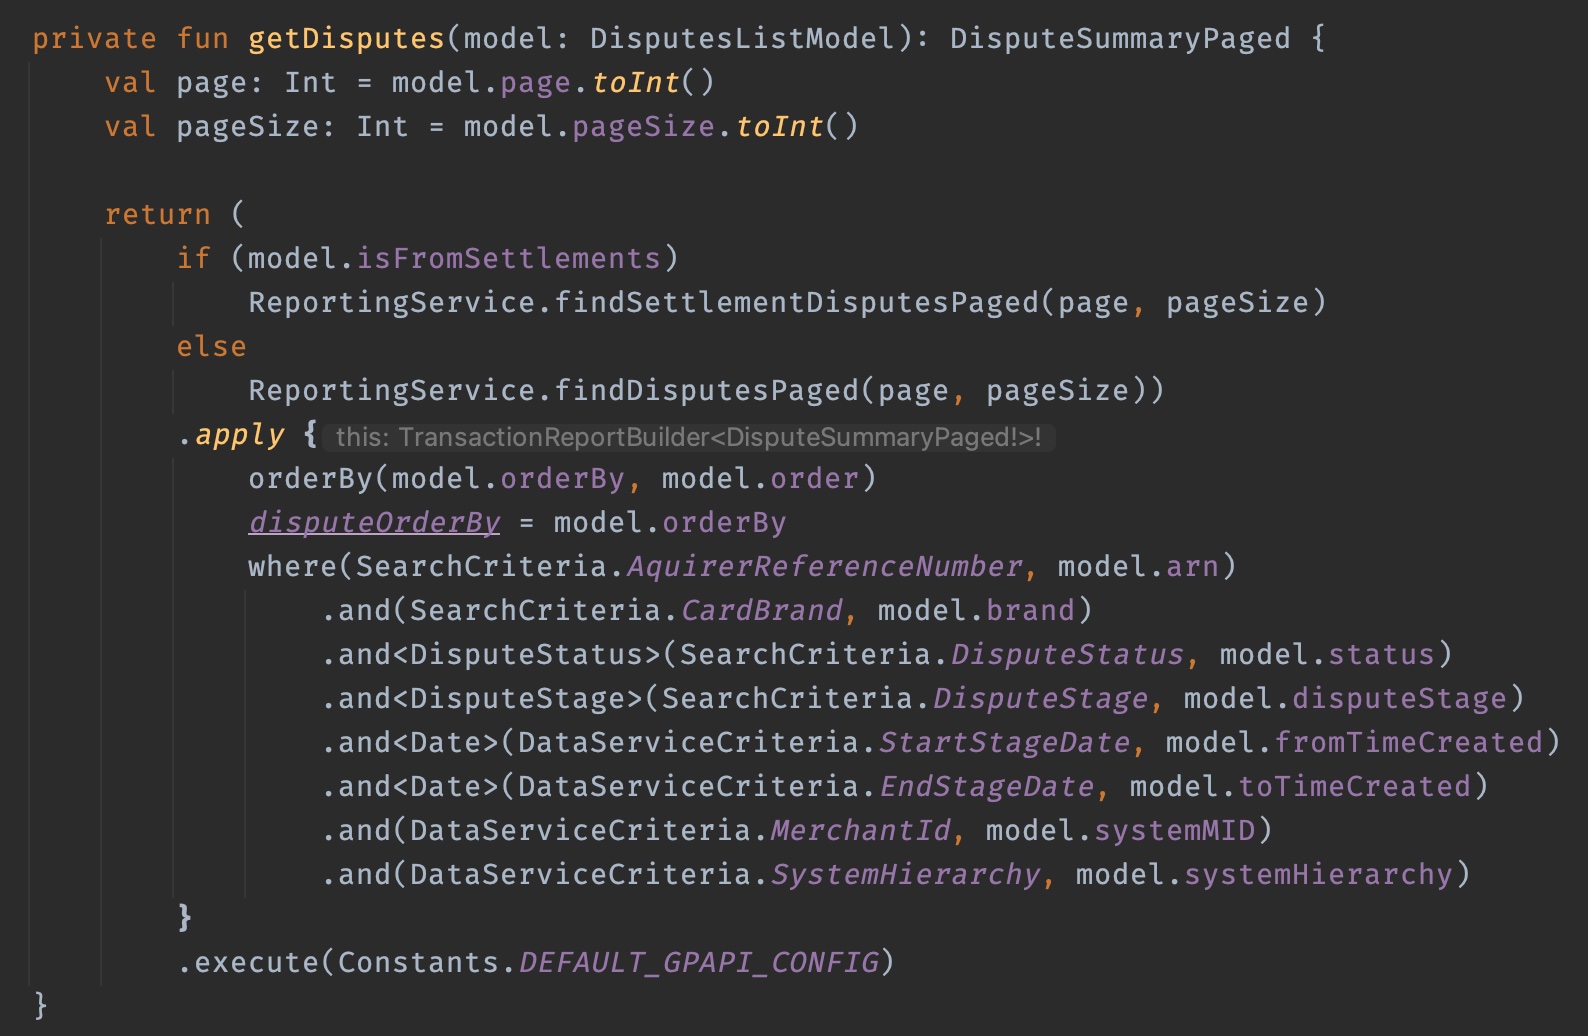 private fun getDisputes(model: DisputesListModel): DisputeSummaryPaged {
    val page: Int = model.page.toInt()
    val pageSize: Int = model.pageSize.toInt()

    return (
        if (model.isFromSettlements)
            ReportingService.findSettlementDisputesPaged(page, pageSize)
        else
            ReportingService.findDisputesPaged(page, pageSize))
        .apply { this: TransactionReportBuilder<DisputeSummaryPaged!>!
            orderBy(model.orderBy, model.order)
            disputeOrderBy = model.orderBy
            where(SearchCriteria.AquirerReferenceNumber, model.arn)
                .and(SearchCriteria.CardBrand, model.brand)
                .and<DisputeStatus>(SearchCriteria.DisputeStatus, model.status)
                .and<DisputeStage>(SearchCriteria.DisputeStage, model.disputeStage)
                .and<Date>(DataServiceCriteria.StartStageDate, model.fromTimeCreated)
                .and<Date>(DataServiceCriteria.EndStageDate, model.toTimeCreated)
                .and(DataServiceCriteria.MerchantId, model.systemMID)
                .and(DataServiceCriteria.SystemHierarchy, model.systemHierarchy)
        }
        .execute(Constants.DEFAULT_GPAPI_CONFIG)
}